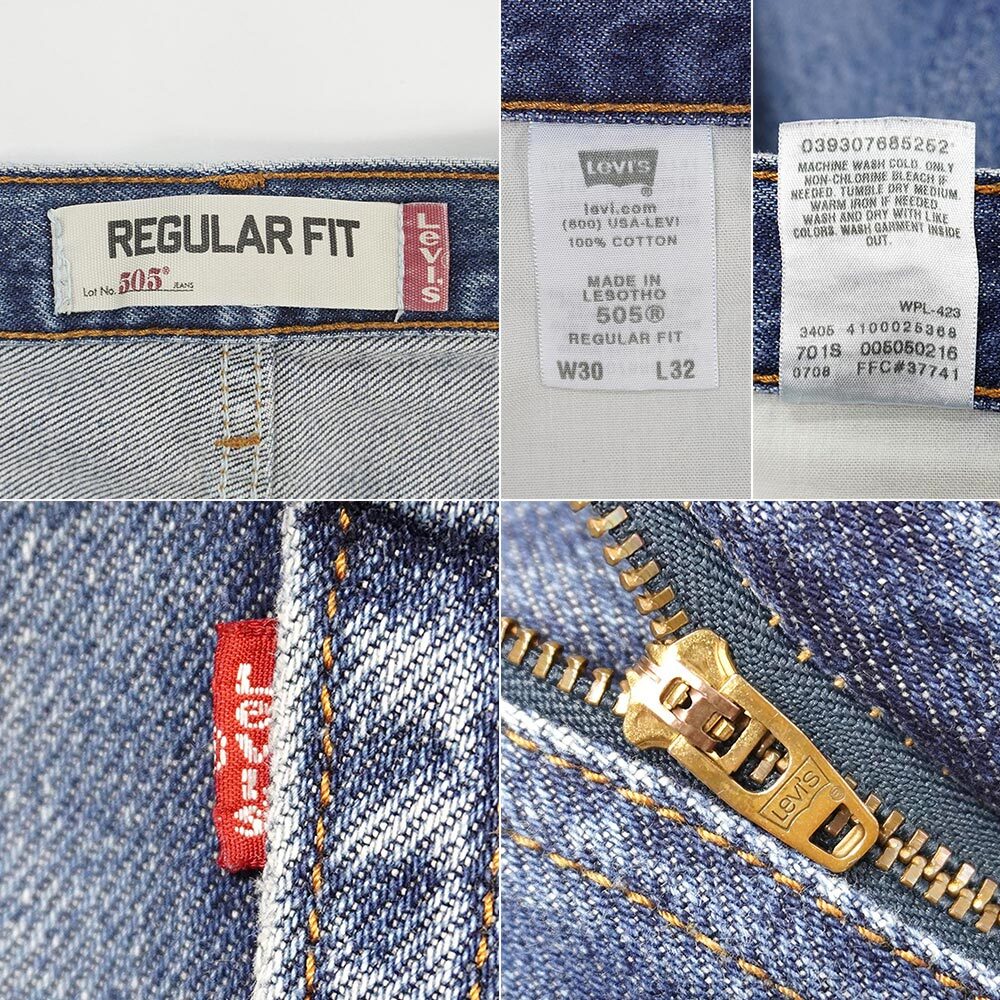 REGULAR FIT
Lot No. 505® JEANS
Levi's
LEVI'S
®
levi.com
(800) USA-LEVI
100% COTTON
MADE IN
LESOTHO
505®
REGULAR FIT
W30 L32
039307685252
MACHINE WASH COLD. ONLY
NON-CHLORINE BLEACH IF
NEEDED. TUMBLE DRY MEDIUM.
WARM IRON IF NEEDED.
WASH AND DRY WITH LIKE
COLORS. WASH GARMENT INSIDE
OUT.
WPL-423
3405 4100025368
701S 005050216
0708 FFC#37741
Levi's
Levi's®